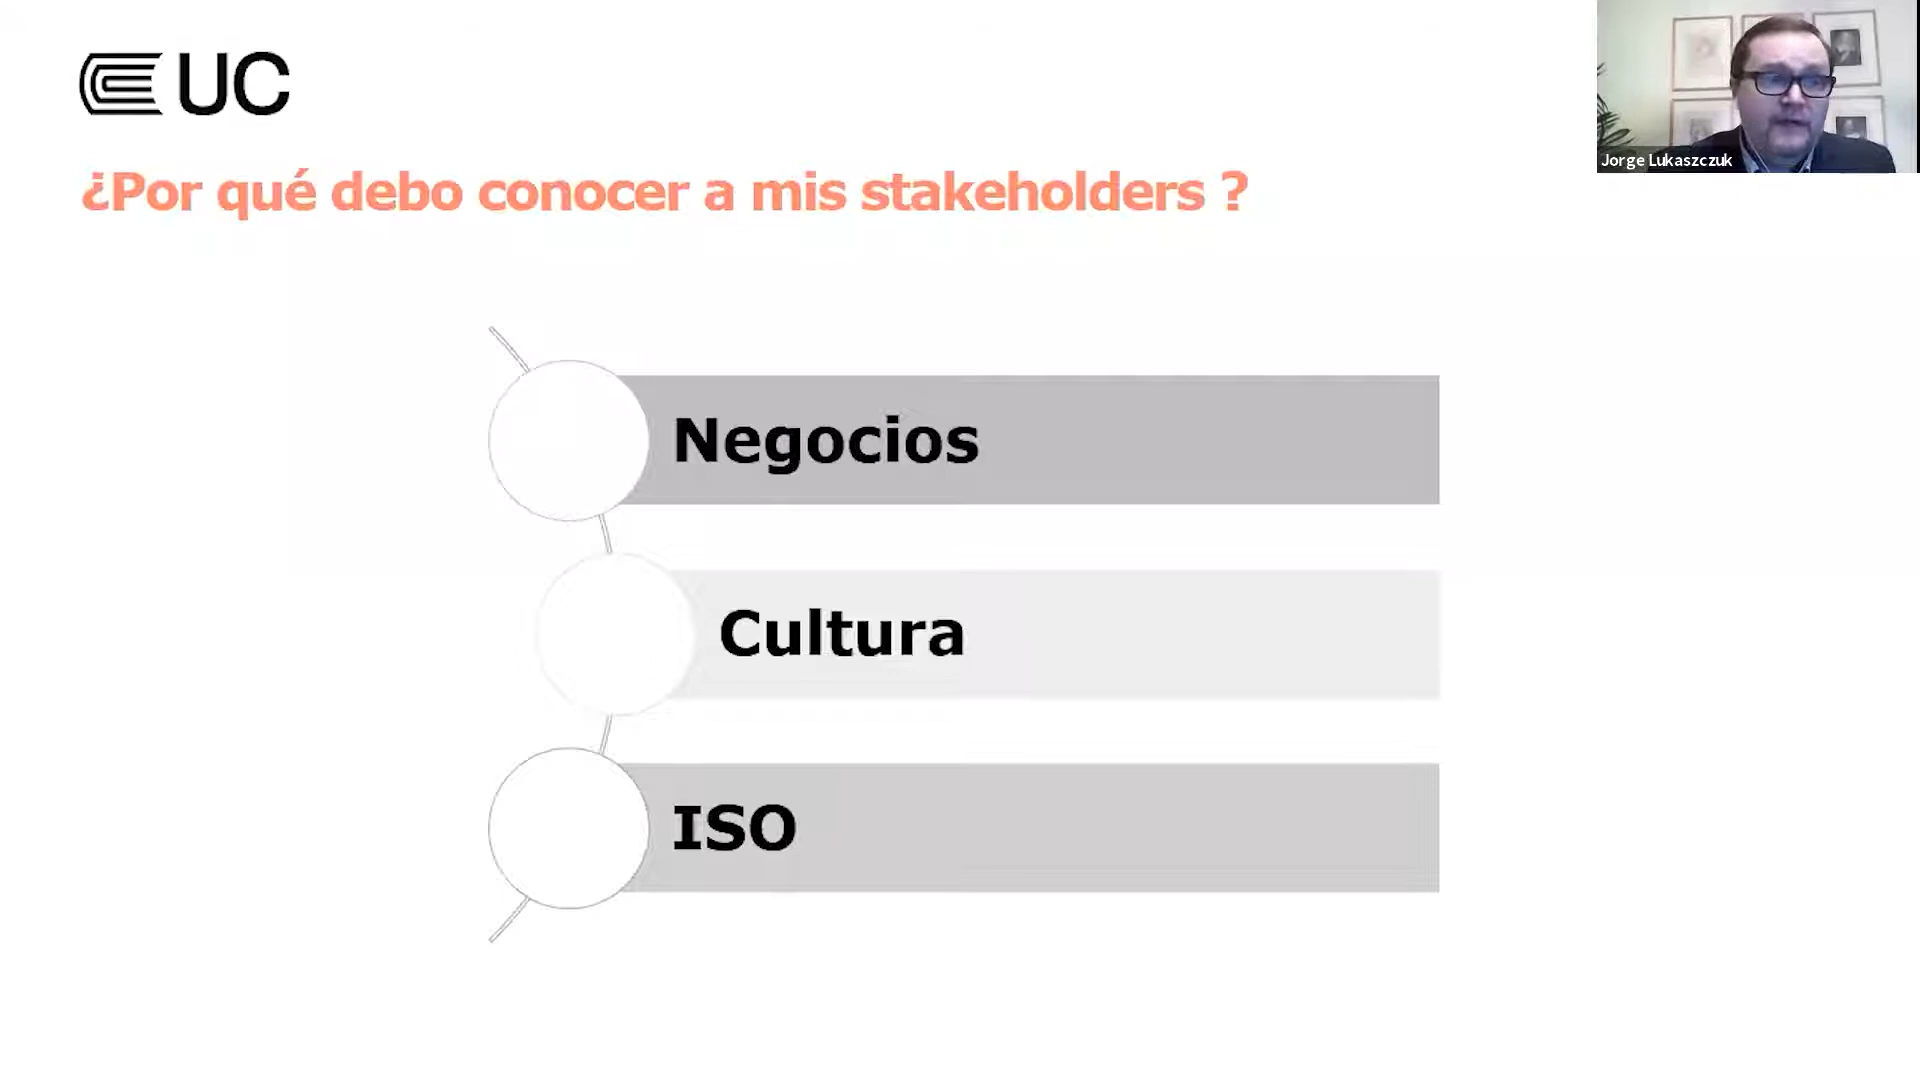 UC
Jorge Lukaszczuk
¿Por qué debo conocer a mis stakeholders ?
Negocios
Cultura
ISO